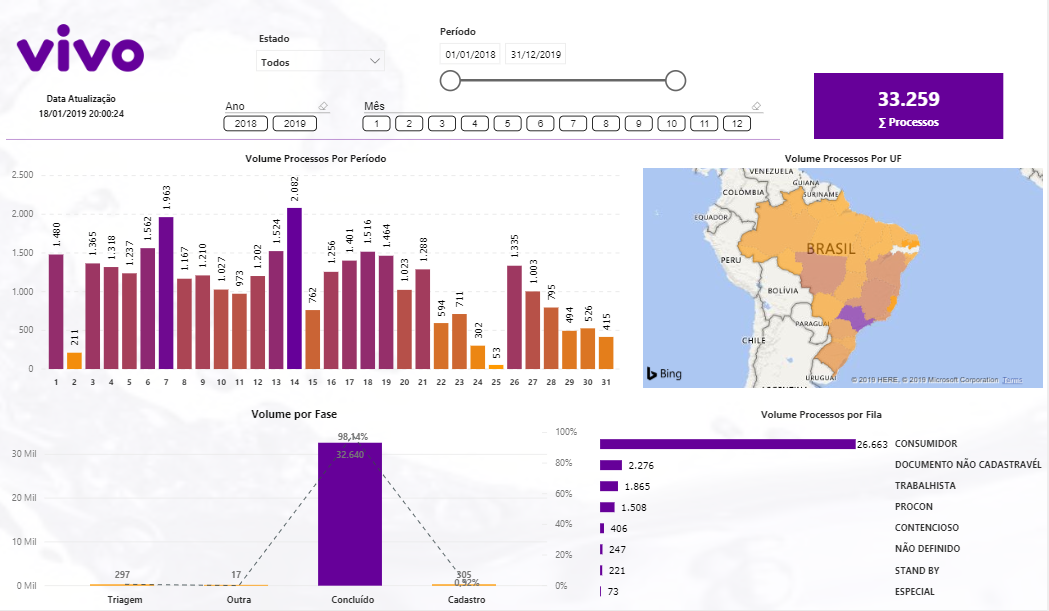 vivo
Data Atualização
18/01/2019 20:00:24
Estado
Todos
Período
01/01/2018 31/12/2019
Ano
2018 2019
Mês
1 2 3 4 5 6 7 8 9 10 11 12
33.259
∑ Processos
Volume Processos Por Período
2.500
2.000
1.500
1.000
500
0
1.480 211 1.365 1.318 1.237 1.562 1.963 1.167 1.210 1.027 973 1.202 1.524 2.082 762 1.256 1.401 1.516 1.464 1.023 1.288 594 711 302 53 1.335 1.003 795 494 526 415
1 2 3 4 5 6 7 8 9 10 11 12 13 14 15 16 17 18 19 20 21 22 23 24 25 26 27 28 29 30 31
Volume Processos Por UF
VENEZUELA
GUIANA
COLÔMBIA
SURINAME
EQUADOR
BRASIL
PERU
BOLÍVIA
PARAGUAI
CHILE
URUGUAI
ARGENTINA
Bing
© 2019 HERE, © 2019 Microsoft Corporation Terms
Volume por Fase
30 Mil
20 Mil
10 Mil
0 Mil
100%
80%
60%
40%
20%
0%
98,14%
32.640
297
17
305
0,92%
Triagem Outra Concluído Cadastro
Volume Processos por Fila
26.663 CONSUMIDOR
2.276 DOCUMENTO NÃO CADASTRAVÉL
1.865 TRABALHISTA
1.508 PROCON
406 CONTENCIOSO
247 NÃO DEFINIDO
221 STAND BY
73 ESPECIAL